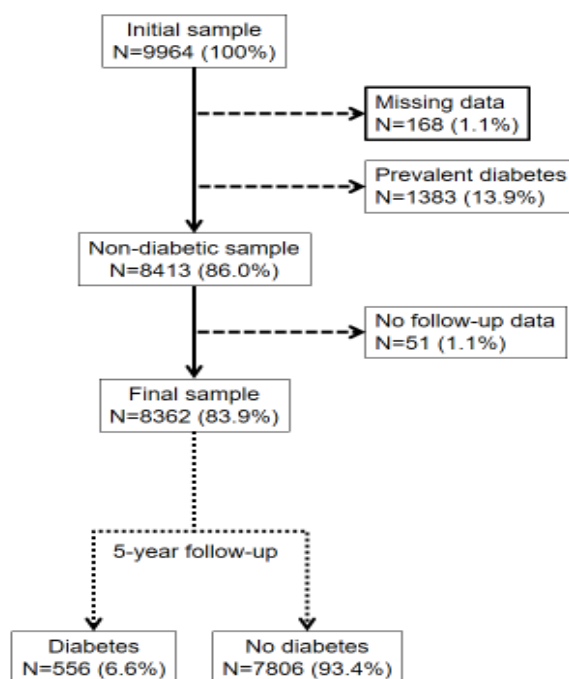 Initial sample
N=9964 (100%)
Missing data
N=168 (1.1%)
Prevalent diabetes
N=1383 (13.9%)
Non-diabetic sample
N=8413 (86.0%)
No follow-up data
N=51 (1.1%)
Final sample
N=8362 (83.9%)
5-year follow-up
Diabetes
N=556 (6.6%)
No diabetes
N=7806 (93.4%)